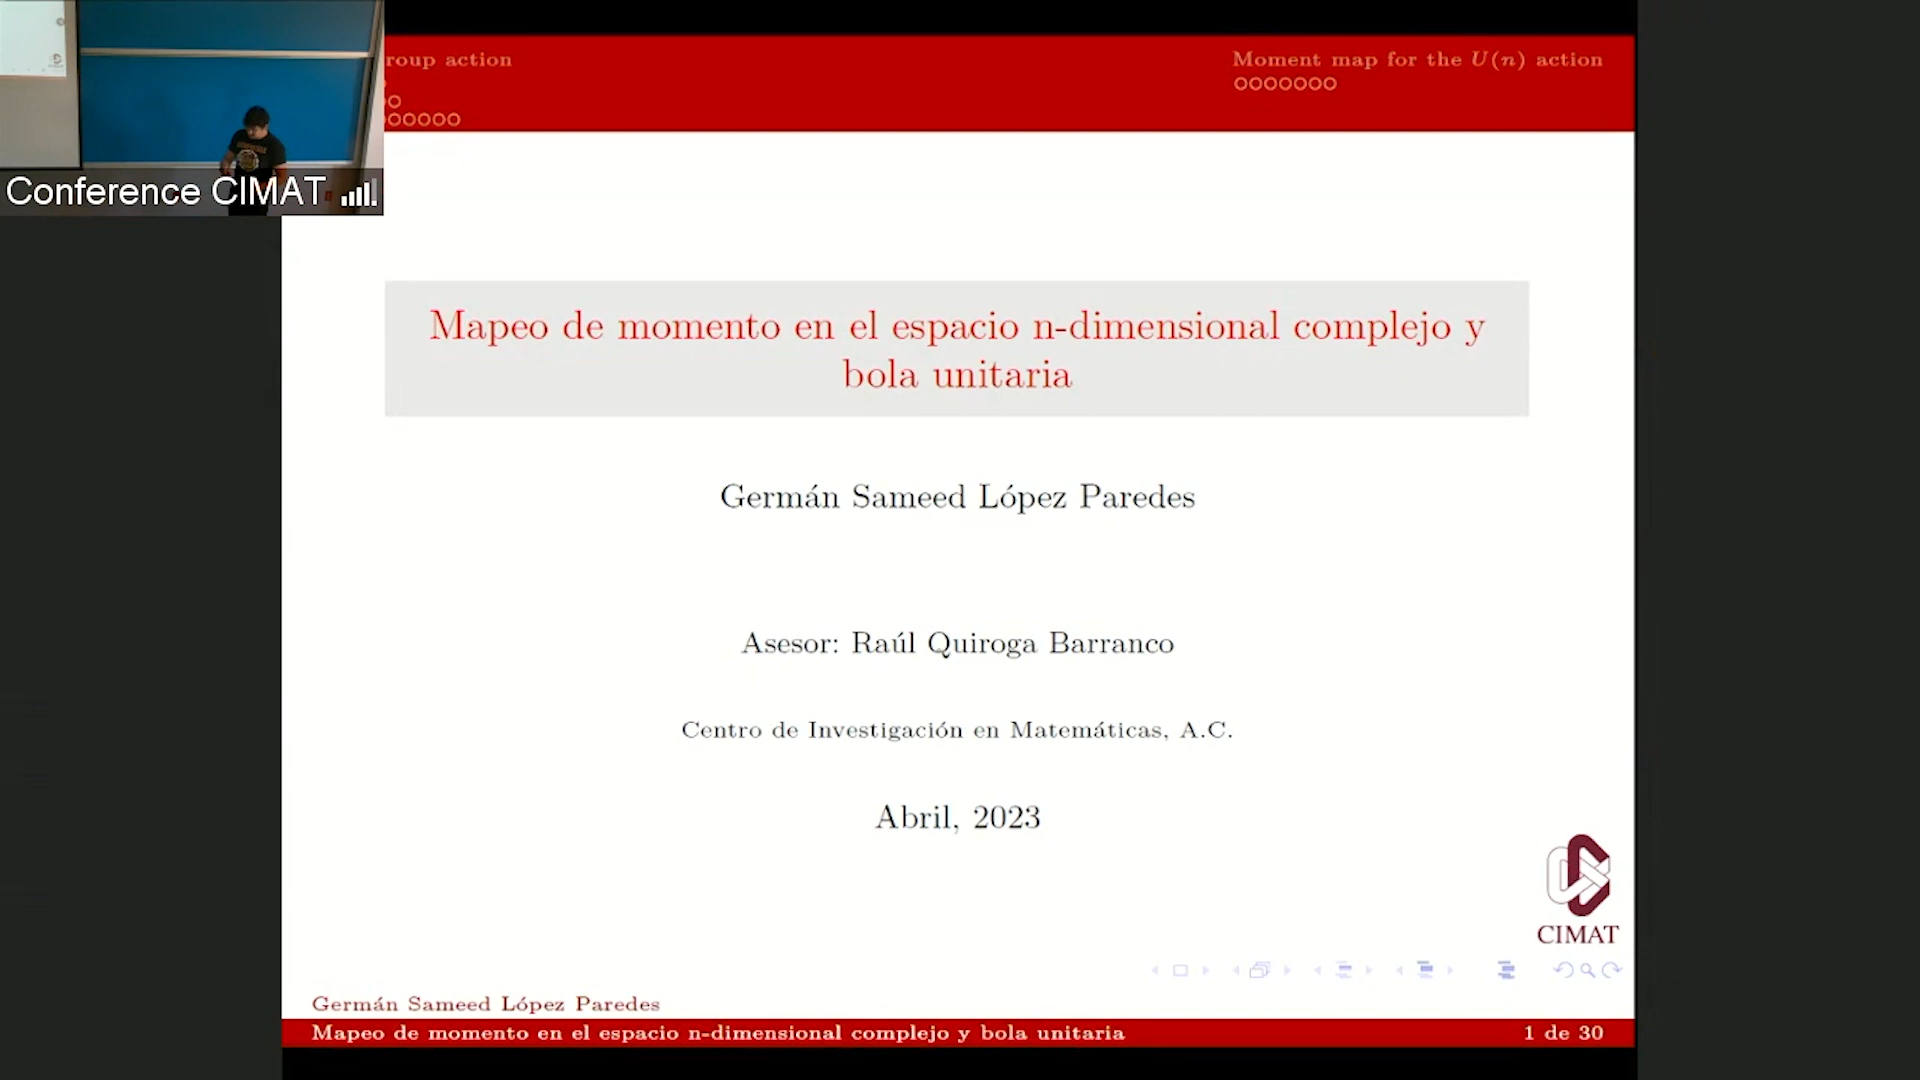 roup action
Moment map for the U(n) action
Conference CIMAT
Mapeo de momento en el espacio n-dimensional complejo y
bola unitaria
Germán Sameed López Paredes
Asesor: Raúl Quiroga Barranco
Centro de Investigación en Matemáticas, A.C.
Abril, 2023
CIMAT
Germán Sameed López Paredes
Mapeo de momento en el espacio n-dimensional complejo y bola unitaria
1 de 30